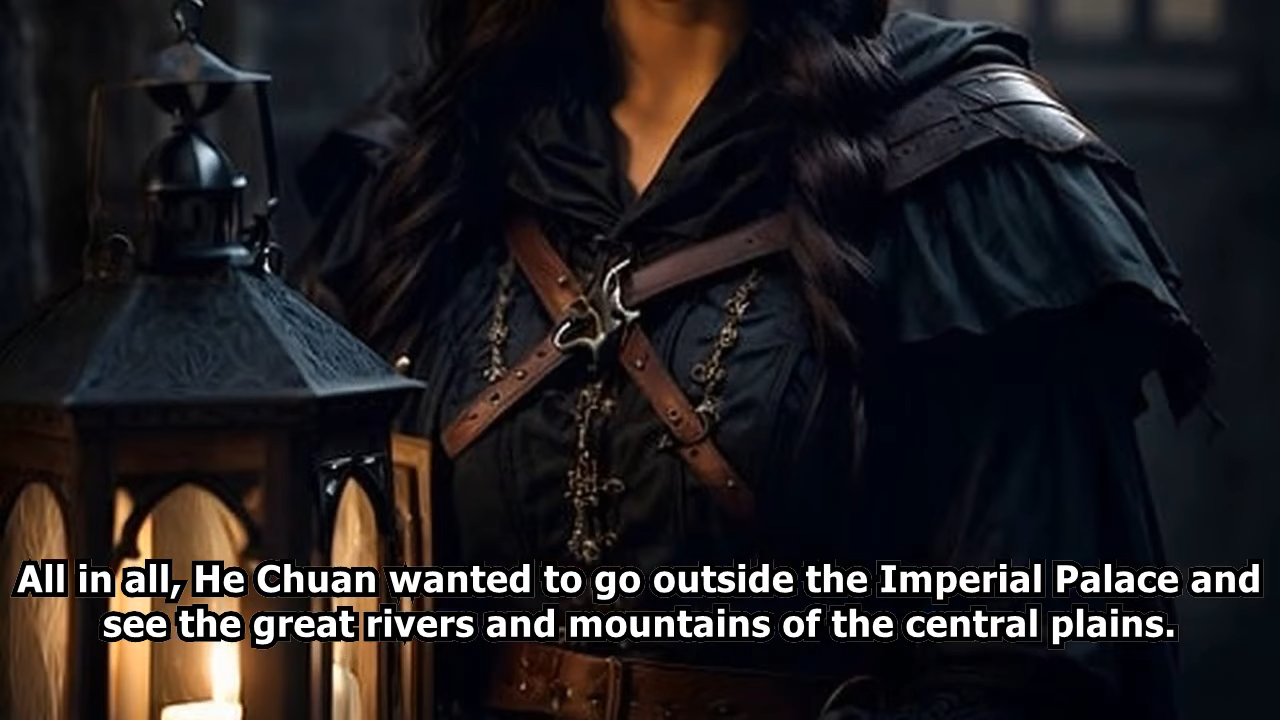 All in all, He Chuan wanted to go outside the Imperial Palace and
see the great rivers and mountains of the central plains.